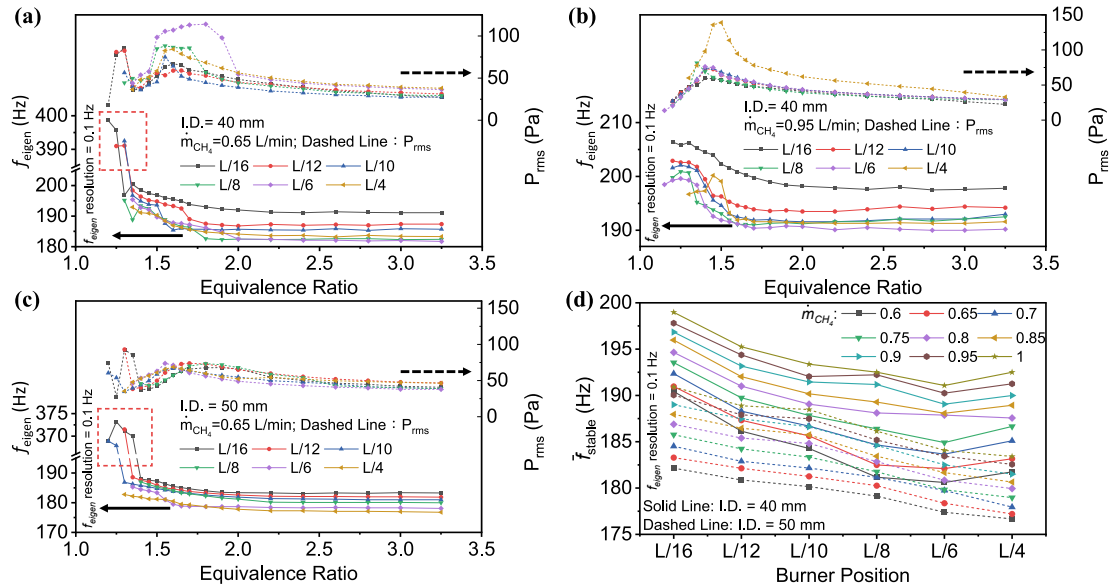 (a)
f_eigen (Hz)
f_eigen resolution = 0.1 Hz
400
390
200
190
180
I.D. = 40 mm
ṁ_CH₄=0.65 L/min; Dashed Line：P_rms
L/16 L/12 L/10
L/8 L/6 L/4
150
100
50
0
P_rms (Pa)
1.0 1.5 2.0 2.5 3.0 3.5
Equivalence Ratio
(b)
f_eigen (Hz)
f_eigen resolution = 0.1 Hz
210
200
190
I.D. = 40 mm
ṁ_CH₄=0.95 L/min; Dashed Line：P_rms
L/16 L/12 L/10
L/8 L/6 L/4
150
100
50
0
P_rms (Pa)
1.0 1.5 2.0 2.5 3.0 3.5
Equivalence Ratio
(c)
f_eigen (Hz)
f_eigen resolution = 0.1 Hz
375
370
190
180
170
I.D. = 50 mm
ṁ_CH₄=0.65 L/min; Dashed Line：P_rms
L/16 L/12 L/10
L/8 L/6 L/4
150
100
50
0
P_rms (Pa)
1.0 1.5 2.0 2.5 3.0 3.5
Equivalence Ratio
(d)
f̄_stable (Hz)
f_eigen resolution = 0.1 Hz
200
195
190
185
180
175
ṁ_CH₄: 0.6 0.65 0.7
0.75 0.8 0.85
0.9 0.95 1
Solid Line: I.D. = 40 mm
Dashed Line: I.D. = 50 mm
L/16 L/12 L/10 L/8 L/6 L/4
Burner Position